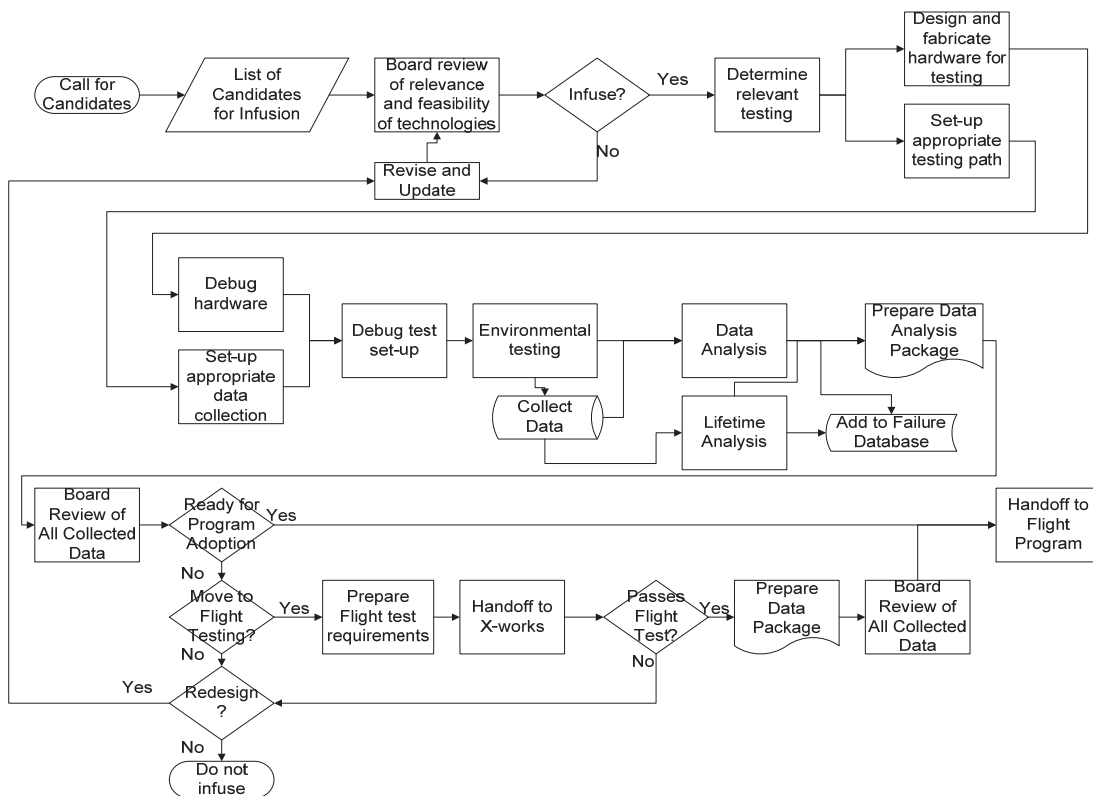 Call for
Candidates
List of
Candidates
for Infusion
Board review
of relevance
and feasibility
of technologies
Infuse?
Yes
No
Revise and
Update
Determine
relevant
testing
Design and
fabricate
hardware for
testing
Set-up
appropriate
testing path
Debug
hardware
Set-up
appropriate
data
collection
Debug test
set-up
Environmental
testing
Collect
Data
Data
Analysis
Lifetime
Analysis
Prepare Data
Analysis
Package
Add to Failure
Database
Board
Review of
All Collected
Data
Ready for
Program
Adoption
Yes
No
Handoff to
Flight
Program
Move to
Flight
Testing?
Yes
No
Prepare
Flight test
requirements
Handoff to
X-works
Passes
Flight
Test?
Yes
No
Prepare
Data
Package
Board
Review of
All Collected
Data
Redesign
?
Yes
No
Do not
infuse